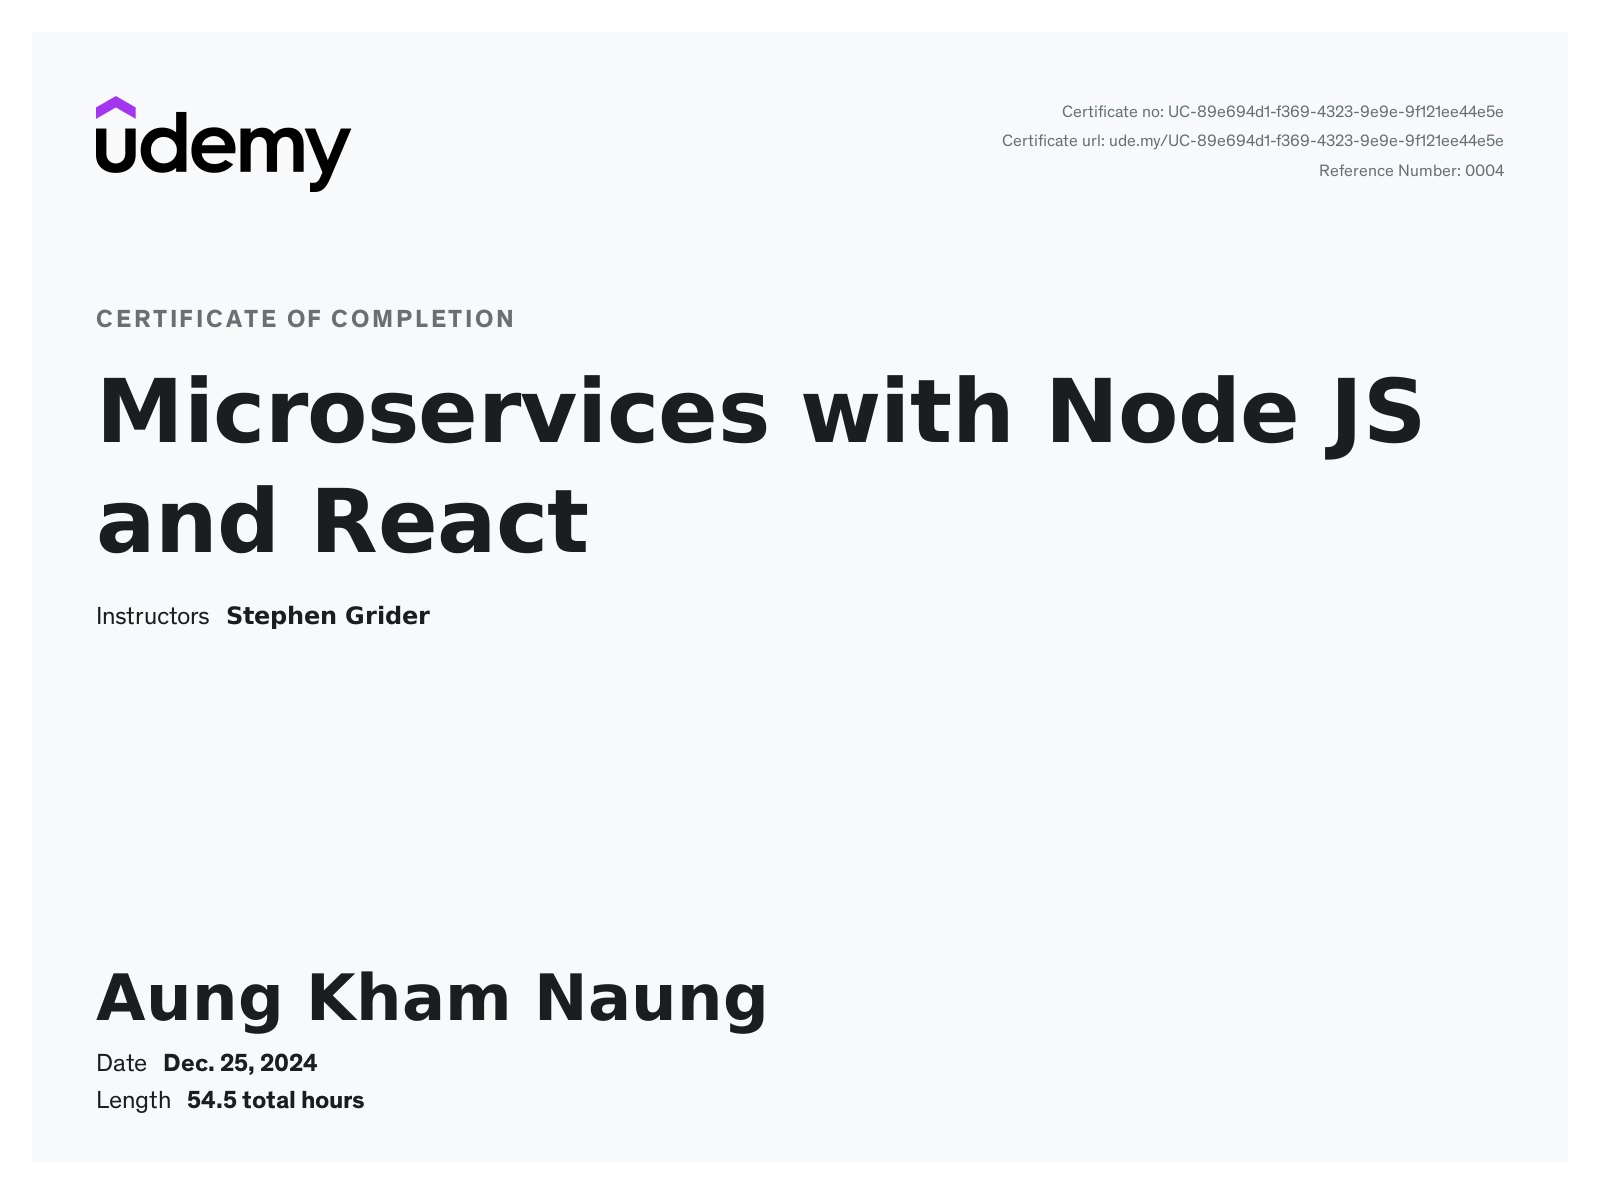 udemy
Certificate no: UC-89e694d1-f369-4323-9e9e-9f121ee44e5e
Certificate url: ude.my/UC-89e694d1-f369-4323-9e9e-9f121ee44e5e
Reference Number: 0004
CERTIFICATE OF COMPLETION
Microservices with Node JS
and React
Instructors Stephen Grider
Aung Kham Naung
Date Dec. 25, 2024
Length 54.5 total hours